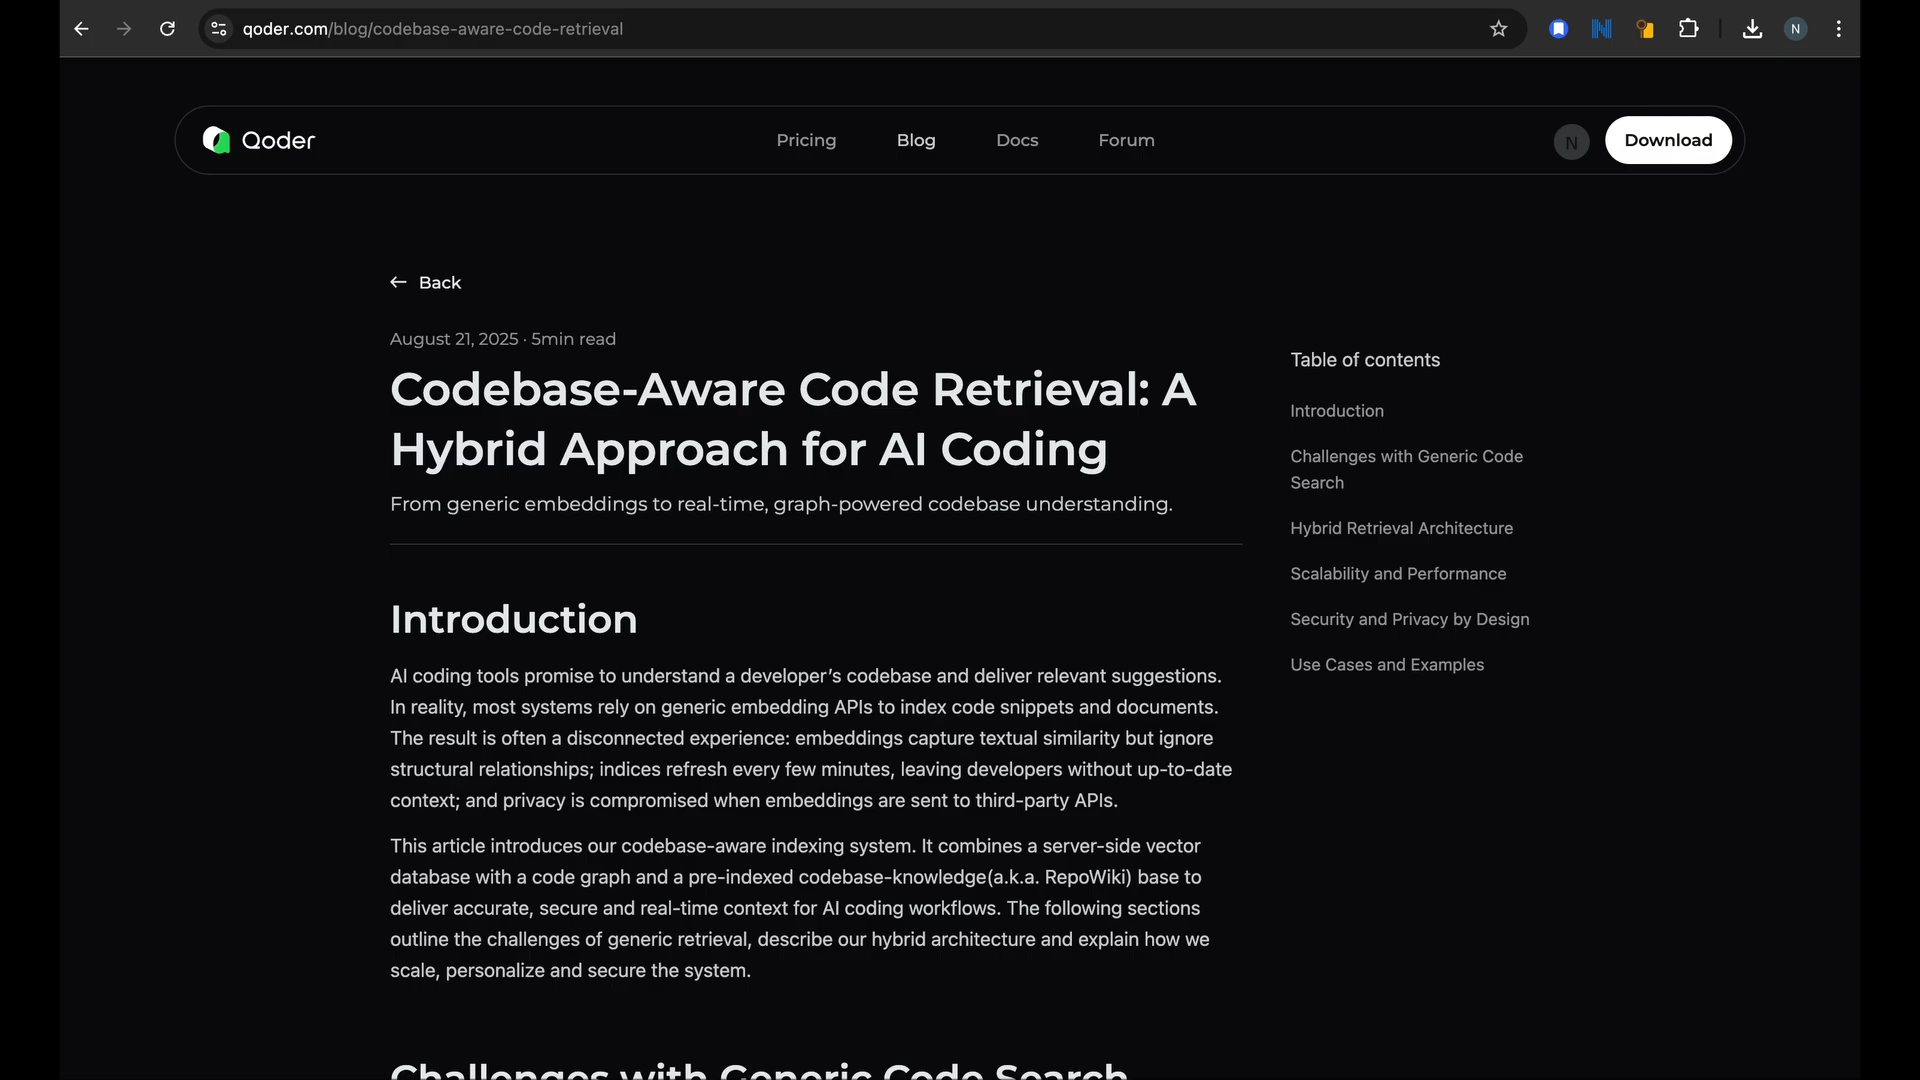 qoder.com/blog/codebase-aware-code-retrieval
N
Qoder
Pricing
Blog
Docs
Forum
N
Download
Back
August 21, 2025 · 5min read
Codebase-Aware Code Retrieval: A
Hybrid Approach for AI Coding
From generic embeddings to real-time, graph-powered codebase understanding.
Introduction
AI coding tools promise to understand a developer’s codebase and deliver relevant suggestions.
In reality, most systems rely on generic embedding APIs to index code snippets and documents.
The result is often a disconnected experience: embeddings capture textual similarity but ignore
structural relationships; indices refresh every few minutes, leaving developers without up-to-date
context; and privacy is compromised when embeddings are sent to third-party APIs.
This article introduces our codebase-aware indexing system. It combines a server-side vector
database with a code graph and a pre-indexed codebase-knowledge(a.k.a. RepoWiki) base to
deliver accurate, secure and real-time context for AI coding workflows. The following sections
outline the challenges of generic retrieval, describe our hybrid architecture and explain how we
scale, personalize and secure the system.
Challenges with Generic Code Search
Table of contents
Introduction
Challenges with Generic Code
Search
Hybrid Retrieval Architecture
Scalability and Performance
Security and Privacy by Design
Use Cases and Examples